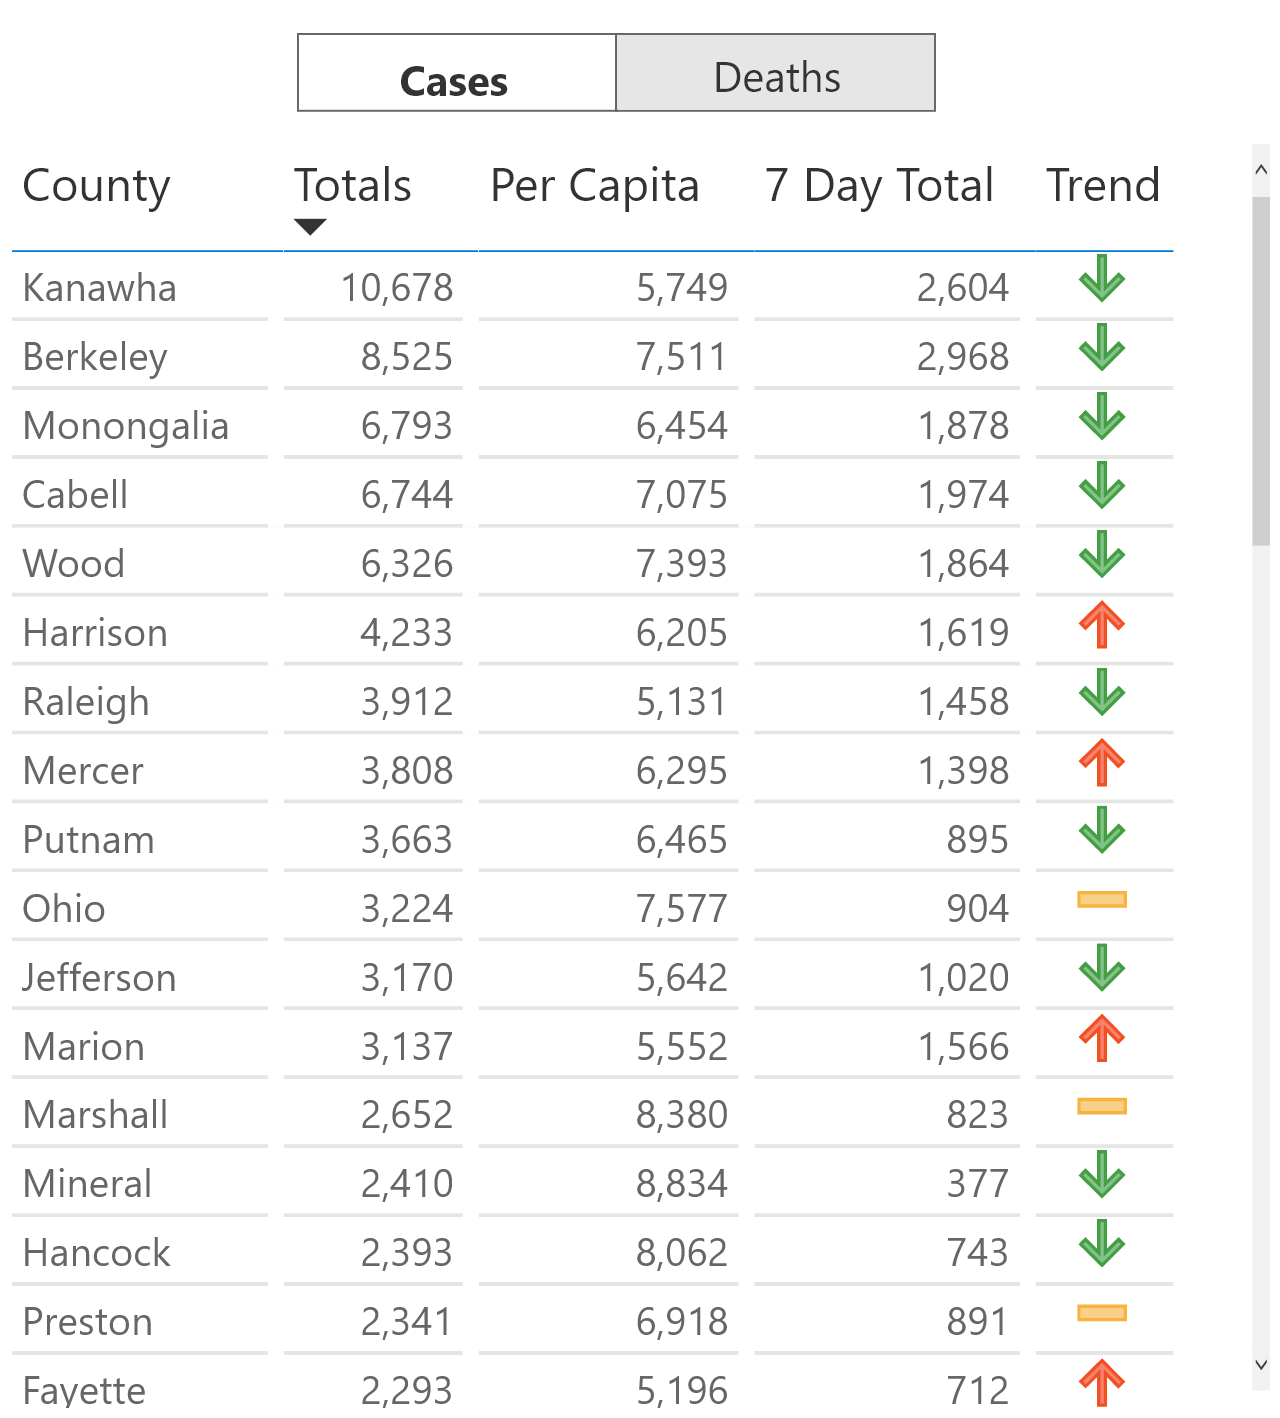 Cases Deaths
County Totals Per Capita 7 Day Total Trend
Kanawha 10,678 5,749 2,604
Berkeley 8,525 7,511 2,968
Monongalia 6,793 6,454 1,878
Cabell 6,744 7,075 1,974
Wood 6,326 7,393 1,864
Harrison 4,233 6,205 1,619
Raleigh 3,912 5,131 1,458
Mercer 3,808 6,295 1,398
Putnam 3,663 6,465 895
Ohio 3,224 7,577 904
Jefferson 3,170 5,642 1,020
Marion 3,137 5,552 1,566
Marshall 2,652 8,380 823
Mineral 2,410 8,834 377
Hancock 2,393 8,062 743
Preston 2,341 6,918 891
Fayette 2,293 5,196 712